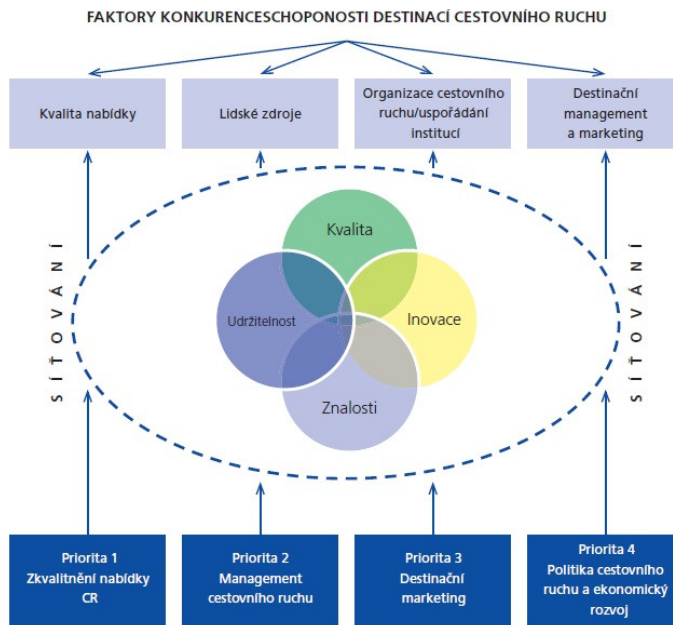 FAKTORY KONKURENCESCHOPONOSTI DESTINACÍ CESTOVNÍHO RUCHU
Kvalita nabídky
Lidské zdroje
Organizace cestovního
ruchu/uspořádání
institucí
Destinační
management
a marketing
SÍŤOVÁNÍ
Kvalita
Udržitelnost
Inovace
Znalosti
SÍŤOVÁNÍ
Priorita 1
Zkvalitnění nabídky
CR
Priorita 2
Management
cestovního ruchu
Priorita 3
Destinační
marketing
Priorita 4
Politika cestovního
ruchu a ekonomický
rozvoj